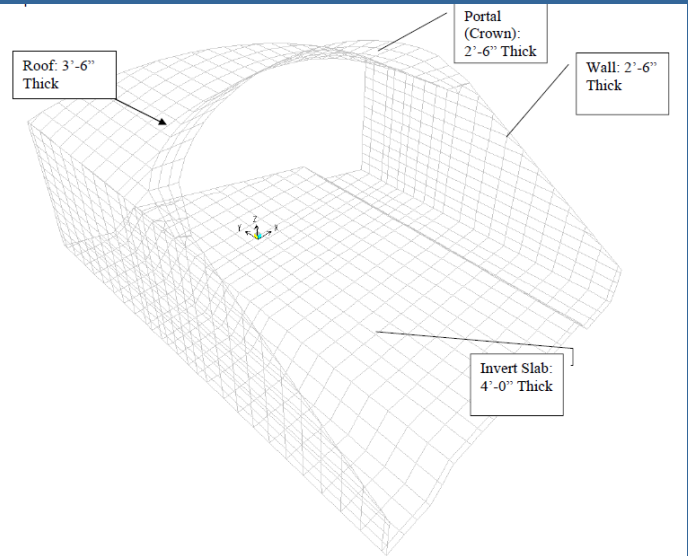 Portal
(Crown):
2’-6” Thick
Roof: 3’-6”
Thick
Wall: 2’-6”
Thick
Z
Y
X
Invert Slab:
4’-0” Thick